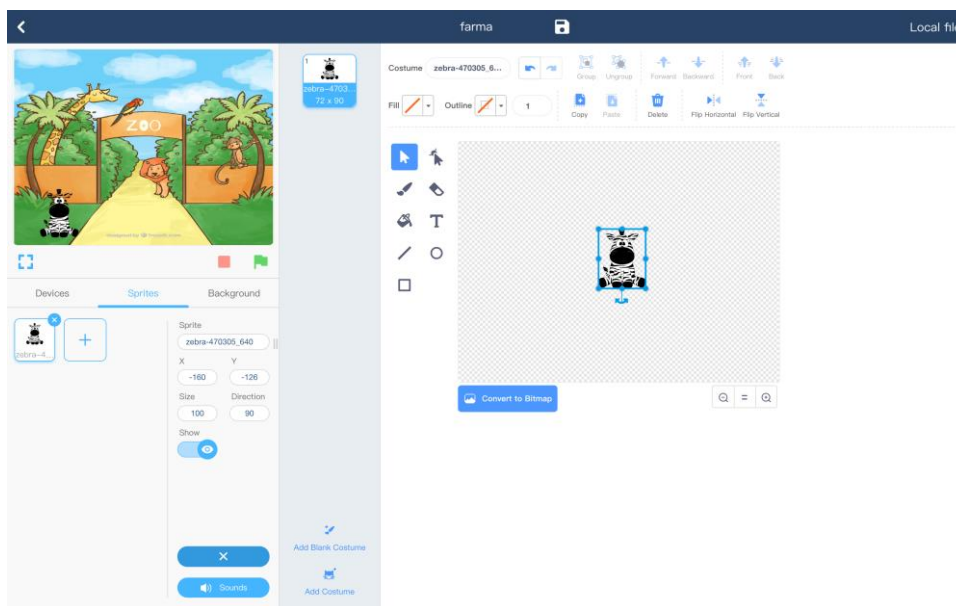 farma
Local file
ZOO
Devices
Sprites
Background
zebra-4...
Sprite
zebra-470305_640
X
Y
-160
-126
Size
Direction
100
90
Show
Sounds
1
zebra-4703...
72 x 90
Add Blank Costume
Add Costume
Costume
zebra-470305_6...
Group
Ungroup
Forward
Backward
Front
Back
Fill
Outline
1
Copy
Paste
Delete
Flip Horizontal
Flip Vertical
T
Convert to Bitmap